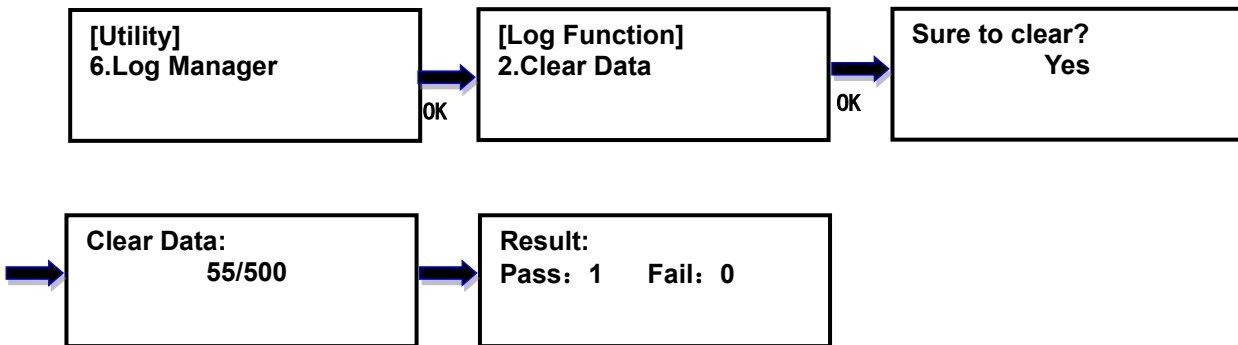 [Utility]
6.Log Manager
OK
[Log Function]
2.Clear Data
OK
Sure to clear?
Yes
Clear Data:
55/500
Result:
Pass：1 Fail：0